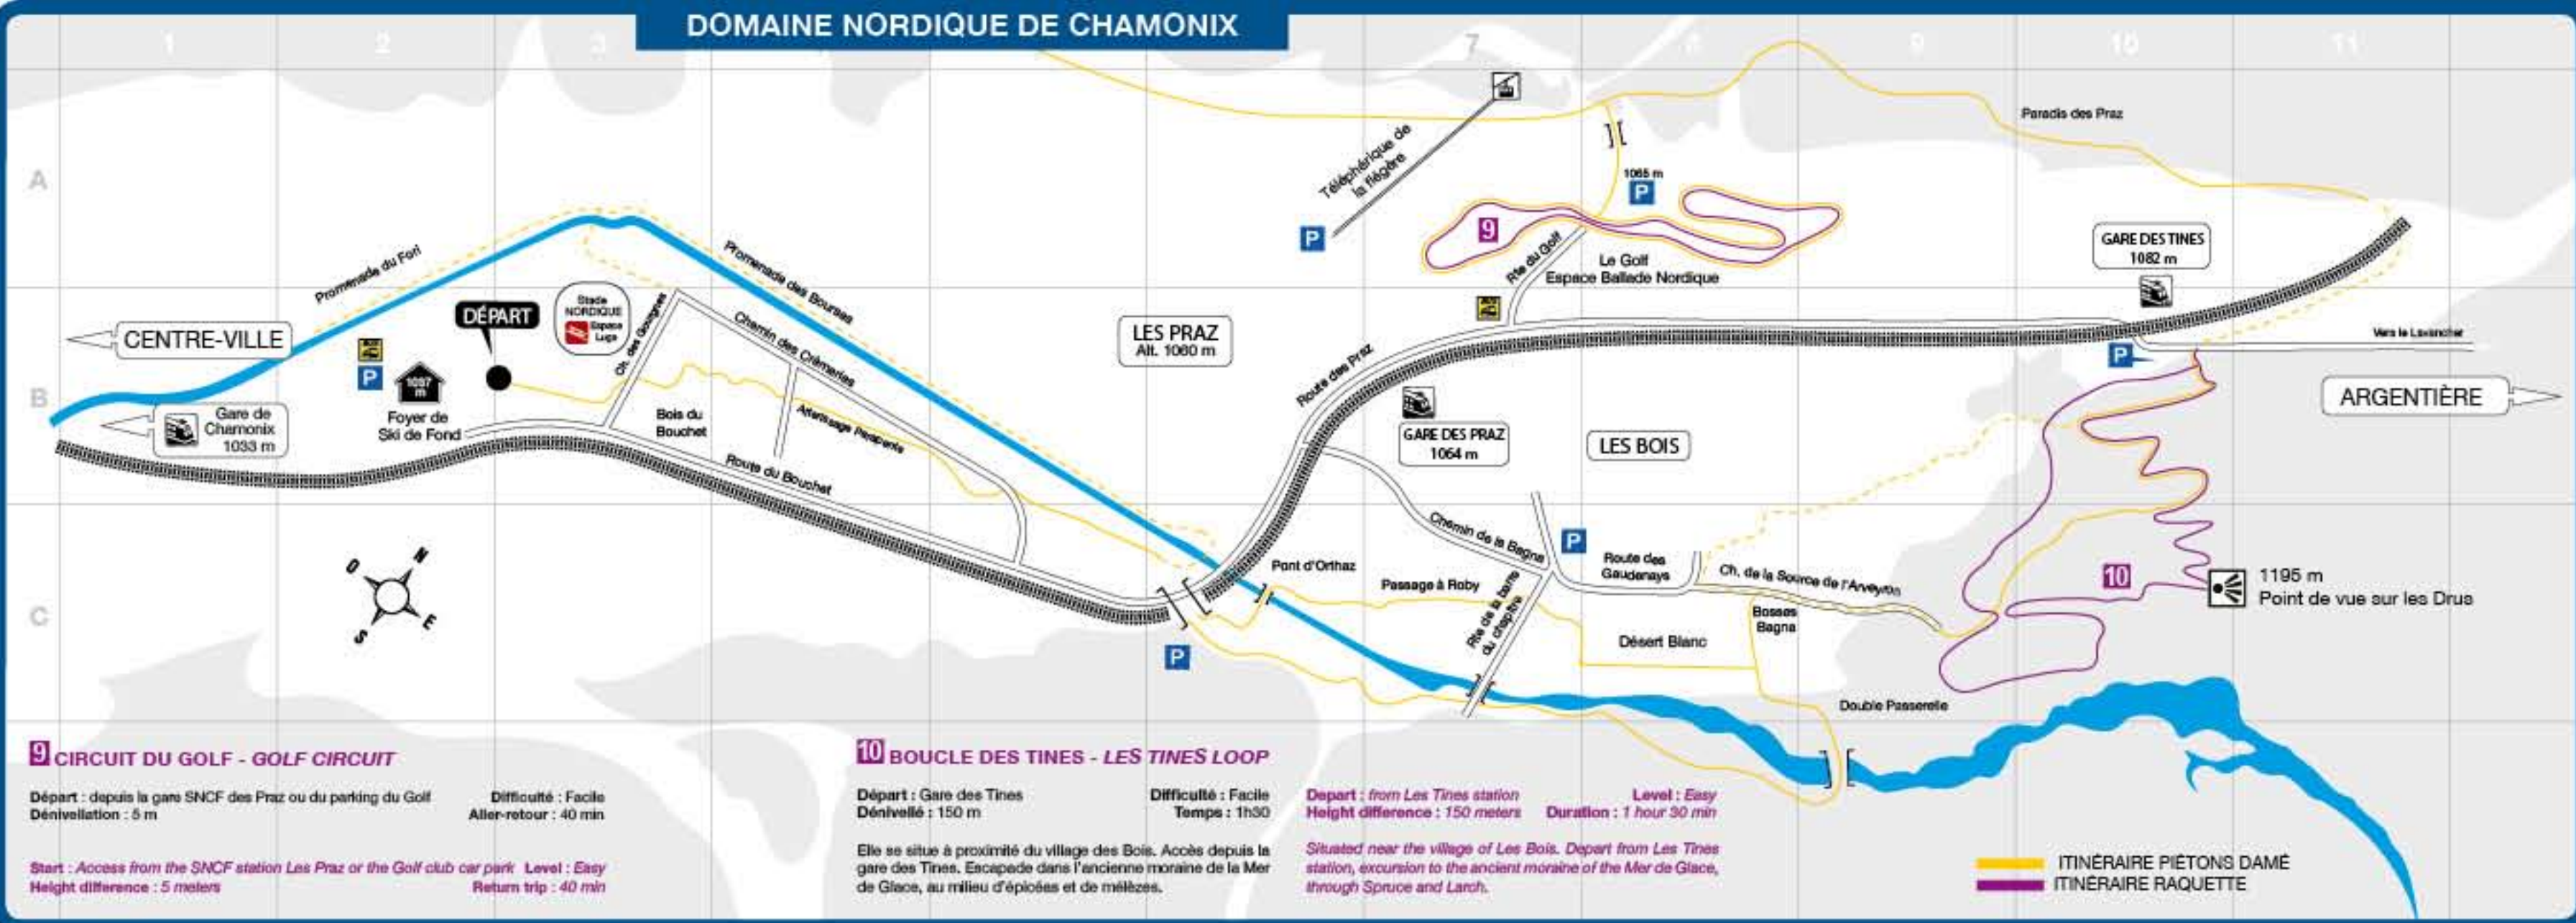 DOMAINE NORDIQUE DE CHAMONIX
1
2
3
7
8
9
10
11
A
B
C
Paradis des Praz
Téléphérique de
la flégère
1065 m
P
P
9
Rte du Golf
Le Golf
Espace Ballade Nordique
GARE DES TINES
1082 m
Promenade du Fori
Promenade des Bourses
CENTRE-VILLE
DÉPART
Stade
NORDIQUE
Espace
Luge
Ch. des Gouignes
Chemin des Crèmeries
LES PRAZ
Alt. 1060 m
Route des Praz
P
Vers le Lavancher
ARGENTIÈRE
P
1037
m
Foyer de
Ski de Fond
Gare de
Chamonix
1033 m
Bois du
Bouchet
Atterrissage Parapente
Route du Bouchet
GARE DES PRAZ
1064 m
LES BOIS
N
O
E
S
Pont d'Orthaz
Passage à Roby
Chemin de la Bagna
P
Route des
Gaudenays
Ch. de la Source de l'Arveyron
Rte de la barre
du chapitre
Bosses
Bagna
Désert Blanc
10
1195 m
Point de vue sur les Drus
P
Double Passerelle
9 CIRCUIT DU GOLF - GOLF CIRCUIT
Départ : depuis la gare SNCF des Praz ou du parking du Golf Difficulté : Facile
Dénivellation : 5 m Aller-retour : 40 min
Start : Access from the SNCF station Les Praz or the Golf club car park Level : Easy
Height difference : 5 meters Return trip : 40 min
10 BOUCLE DES TINES - LES TINES LOOP
Départ : Gare des Tines Difficulté : Facile
Dénivellé : 150 m Temps : 1h30
Elle se situe à proximité du village des Bois. Accès depuis la
gare des Tines. Escapade dans l'ancienne moraine de la Mer
de Glace, au milieu d'épicéas et de mélèzes.
Depart : from Les Tines station Level : Easy
Height difference : 150 meters Duration : 1 hour 30 min
Situated near the village of Les Bois. Depart from Les Tines
station, excursion to the ancient moraine of the Mer de Glace,
through Spruce and Larch.
ITINÉRAIRE PIÉTONS DAMÉ
ITINÉRAIRE RAQUETTE